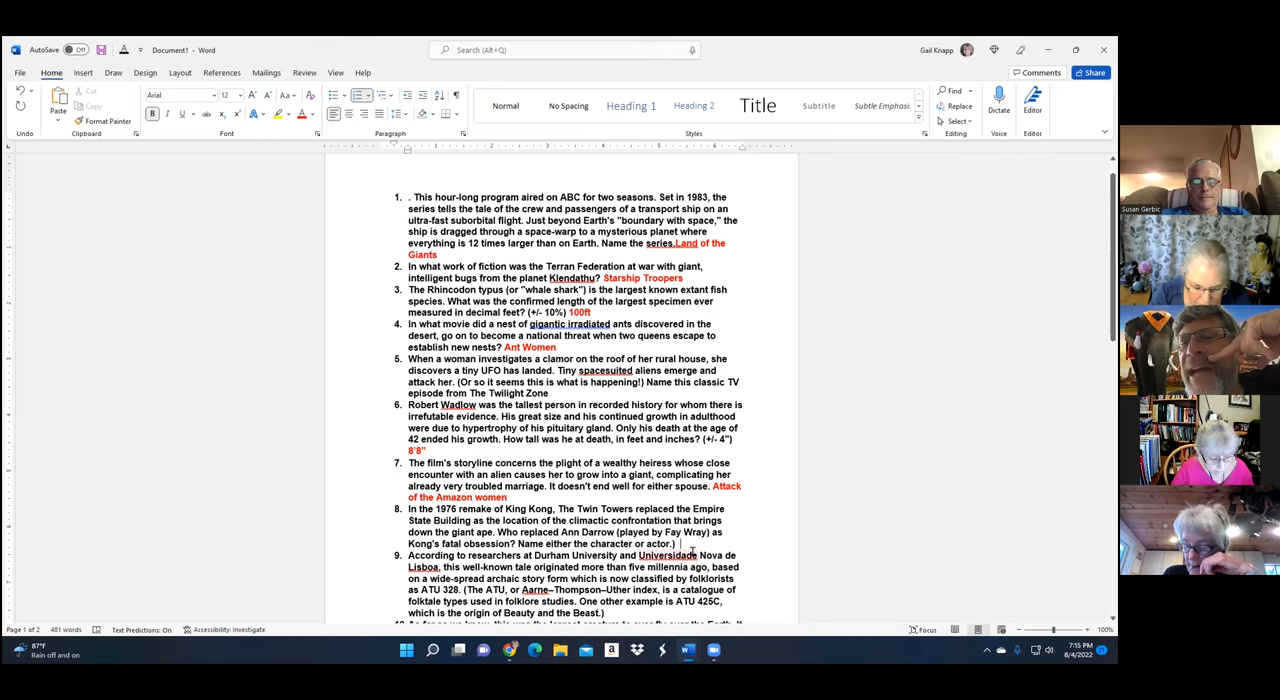 AutoSave Off Document1 - Word Search (Alt+Q) Gail Knapp
File Home Insert Draw Design Layout References Mailings Review View Help Comments Share
Cut
Copy
Paste Format Painter
Arial 12
Normal No Spacing Heading 1 Heading 2 Title Subtitle Subtle Emphasis
Find
Replace
Select
Dictate Editor
Undo Clipboard Font Paragraph Styles Editing Voice Editor
1. . This hour-long program aired on ABC for two seasons. Set in 1983, the
series tells the tale of the crew and passengers of a transport ship on an
ultra-fast suborbital flight. Just beyond Earth's "boundary with space," the
ship is dragged through a space-warp to a mysterious planet where
everything is 12 times larger than on Earth. Name the series.Land of the
Giants
2. In what work of fiction was the Terran Federation at war with giant,
intelligent bugs from the planet Klendathu? Starship Troopers
3. The Rhincodon typus (or "whale shark") is the largest known extant fish
species. What was the confirmed length of the largest specimen ever
measured in decimal feet? (+/- 10%) 100ft
4. In what movie did a nest of gigantic irradiated ants discovered in the
desert, go on to become a national threat when two queens escape to
establish new nests? Ant Women
5. When a woman investigates a clamor on the roof of her rural house, she
discovers a tiny UFO has landed. Tiny spacesuited aliens emerge and
attack her. (Or so it seems this is what is happening!) Name this classic TV
episode from The Twilight Zone
6. Robert Wadlow was the tallest person in recorded history for whom there is
irrefutable evidence. His great size and his continued growth in adulthood
were due to hypertrophy of his pituitary gland. Only his death at the age of
42 ended his growth. How tall was he at death, in feet and inches? (+/- 4")
8'8"
7. The film's storyline concerns the plight of a wealthy heiress whose close
encounter with an alien causes her to grow into a giant, complicating her
already very troubled marriage. It doesn't end well for either spouse. Attack
of the Amazon women
8. In the 1976 remake of King Kong, The Twin Towers replaced the Empire
State Building as the location of the climactic confrontation that brings
down the giant ape. Who replaced Ann Darrow (played by Fay Wray) as
Kong's fatal obsession? Name either the character or actor.)
9. According to researchers at Durham University and Universidade Nova de
Lisboa, this well-known tale originated more than five millennia ago, based
on a wide-spread archaic story form which is now classified by folklorists
as ATU 328. (The ATU, or Aarne–Thompson–Uther index, is a catalogue of
folktale types used in folklore studies. One other example is ATU 425C,
which is the origin of Beauty and the Beast.)
Susan Gerbic
Page 1 of 2 481 words Text Predictions: On Accessibility: Investigate Focus 100%
87°F
Rain off and on
7:15 PM
8/4/2022